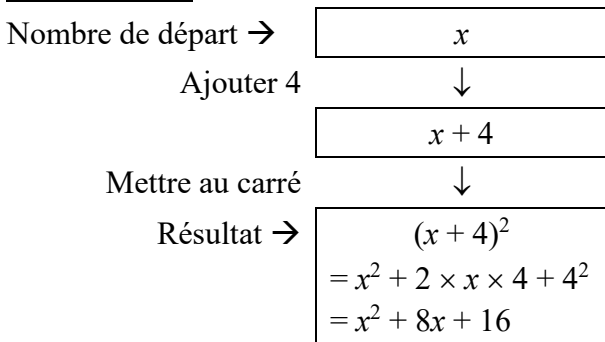 Nombre de départ → x
Ajouter 4 ↓
x + 4
Mettre au carré ↓
Résultat → (x + 4)²
= x² + 2 × x × 4 + 4²
= x² + 8x + 16